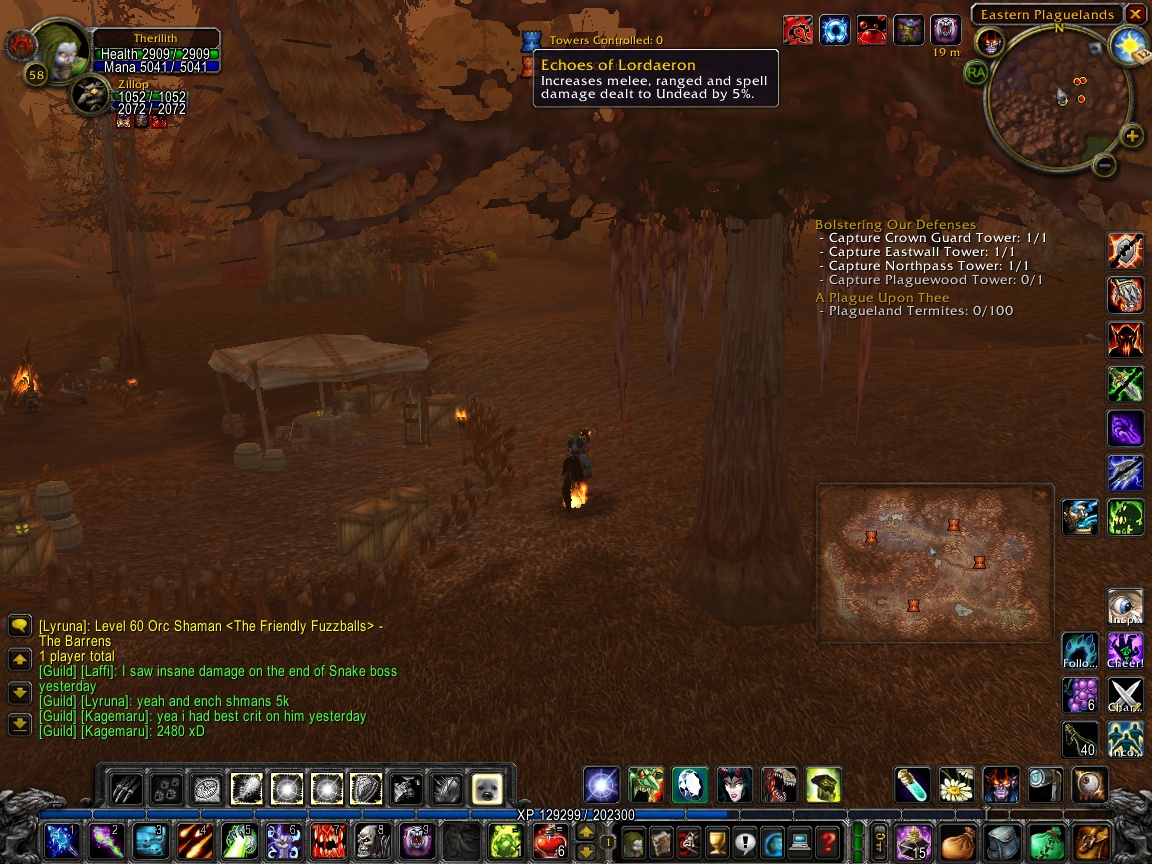 Therilith
Health 2909 / 2909
Mana 5041 / 5041
58
Zillop
1052 / 1052
2072 / 2072
Towers Controlled: 0
Echoes of Lordaeron
Increases melee, ranged and spell
damage dealt to Undead by 5%.
19 m
Eastern Plaguelands
N
RA
Bolstering Our Defenses
- Capture Crown Guard Tower: 1/1
- Capture Eastwall Tower: 1/1
- Capture Northpass Tower: 1/1
- Capture Plaguewood Tower: 0/1
A Plague Upon Thee
- Plagueland Termites: 0/100
[Lyruna]: Level 60 Orc Shaman <The Friendly Fuzzballs> -
The Barrens
1 player total
[Guild] [Laffi]: I saw insane damage on the end of Snake boss
yesterday
[Guild] [Lyruna]: yeah and ench shmans 5k
[Guild] [Kagemaru]: yea i had best crit on him yesterday
[Guild] [Kagemaru]: 2480 xD
Follo...
Cheer!
6
Char...
40
XP 129299 / 202300
1
2
3
4
5
6
7
8
9
=
6
1
15